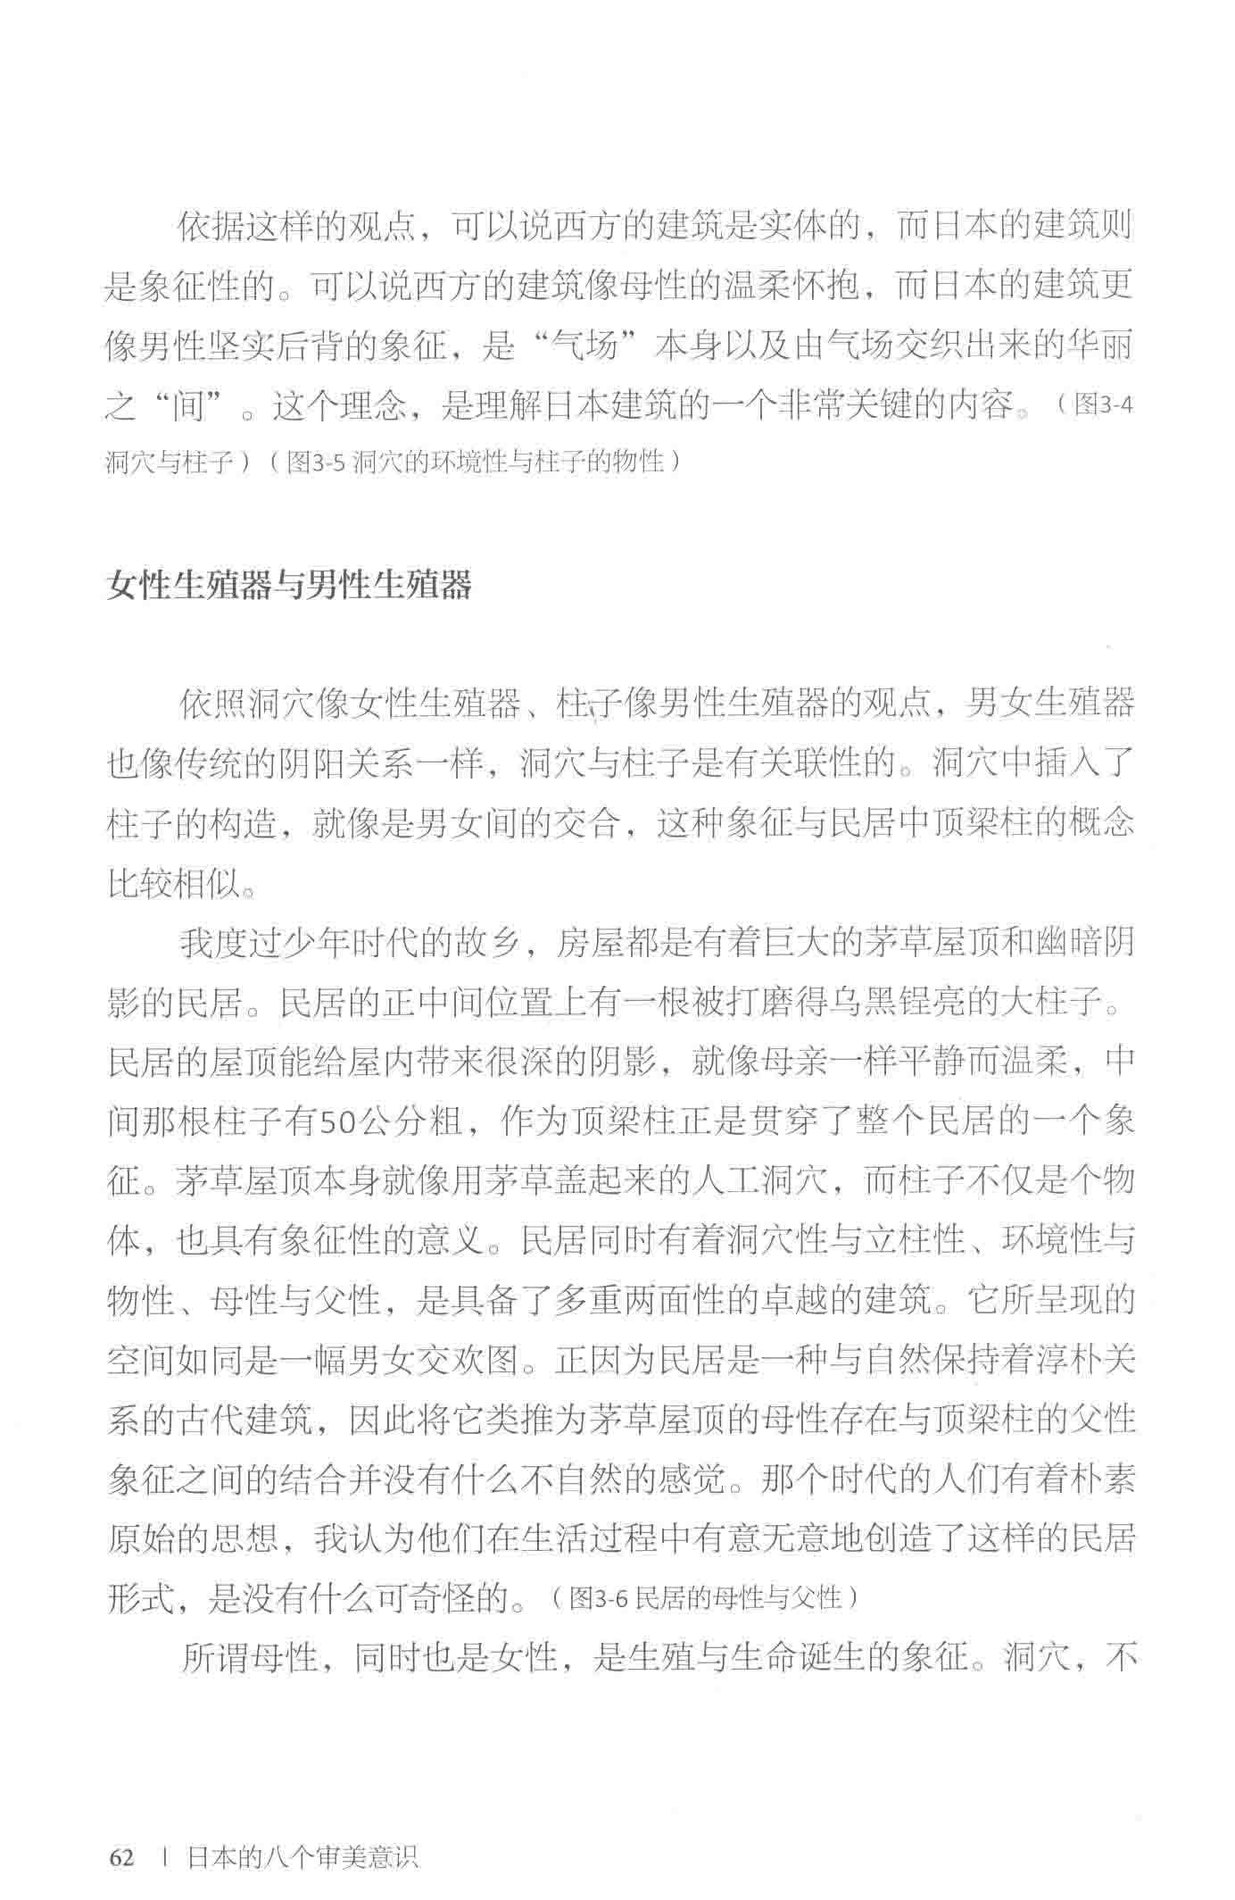 依据这样的观点，可以说西方的建筑是实体的，而日本的建筑则
是象征性的。可以说西方的建筑像母性的温柔怀抱，而日本的建筑更
像男性坚实后背的象征，是“气场”本身以及由气场交织出来的华丽
之“间”。这个理念，是理解日本建筑的一个非常关键的内容。（图3-4
洞穴与柱子）（图3-5 洞穴的环境性与柱子的物性）
女性生殖器与男性生殖器
依照洞穴像女性生殖器、柱子像男性生殖器的观点，男女生殖器
也像传统的阴阳关系一样，洞穴与柱子是有关联性的。洞穴中插入了
柱子的构造，就像是男女间的交合，这种象征与民居中顶梁柱的概念
比较相似。
我度过少年时代的故乡，房屋都是有着巨大的茅草屋顶和幽暗阴
影的民居。民居的正中间位置上有一根被打磨得乌黑锃亮的大柱子。
民居的屋顶能给屋内带来很深的阴影，就像母亲一样平静而温柔，中
间那根柱子有50公分粗，作为顶梁柱正是贯穿了整个民居的一个象
征。茅草屋顶本身就像用茅草盖起来的人工洞穴，而柱子不仅是个物
体，也具有象征性的意义。民居同时有着洞穴性与立柱性、环境性与
物性、母性与父性，是具备了多重两面性的卓越的建筑。它所呈现的
空间如同是一幅男女交欢图。正因为民居是一种与自然保持着淳朴关
系的古代建筑，因此将它类推为茅草屋顶的母性存在与顶梁柱的父性
象征之间的结合并没有什么不自然的感觉。那个时代的人们有着朴素
原始的思想，我认为他们在生活过程中有意无意地创造了这样的民居
形式，是没有什么可奇怪的。（图3-6 民居的母性与父性）
所谓母性，同时也是女性，是生殖与生命诞生的象征。洞穴，不
62 | 日本的八个审美意识